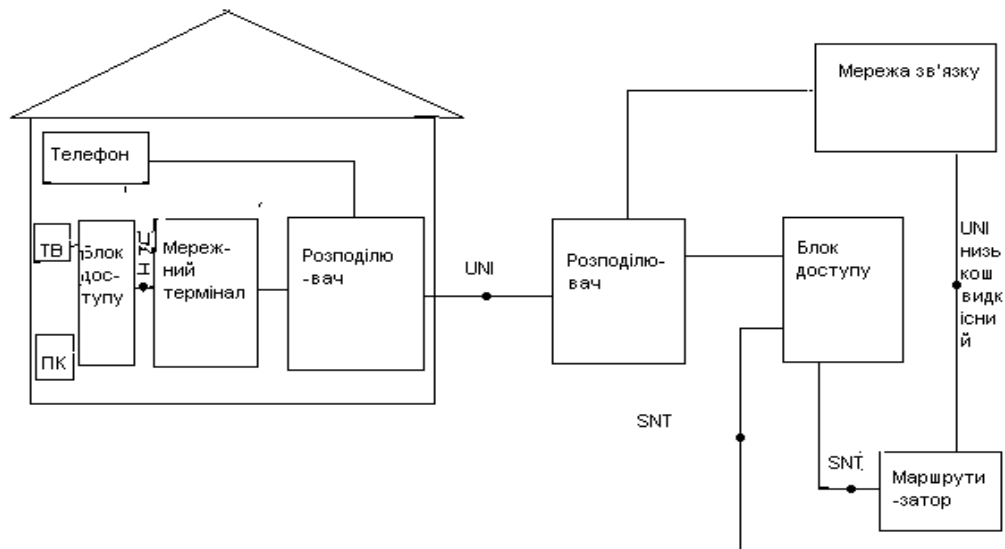 Мережа зв'язку
Телефон
ТВ
Блок
дос-
тупу
Мереж-
ний
термінал
Розподілю
-вач
UNI
Розподілю-
вач
Блок
доступу
UNI
низь
кош
видк
існи
й
ПК
SNT
SNT
Маршрути
-затор